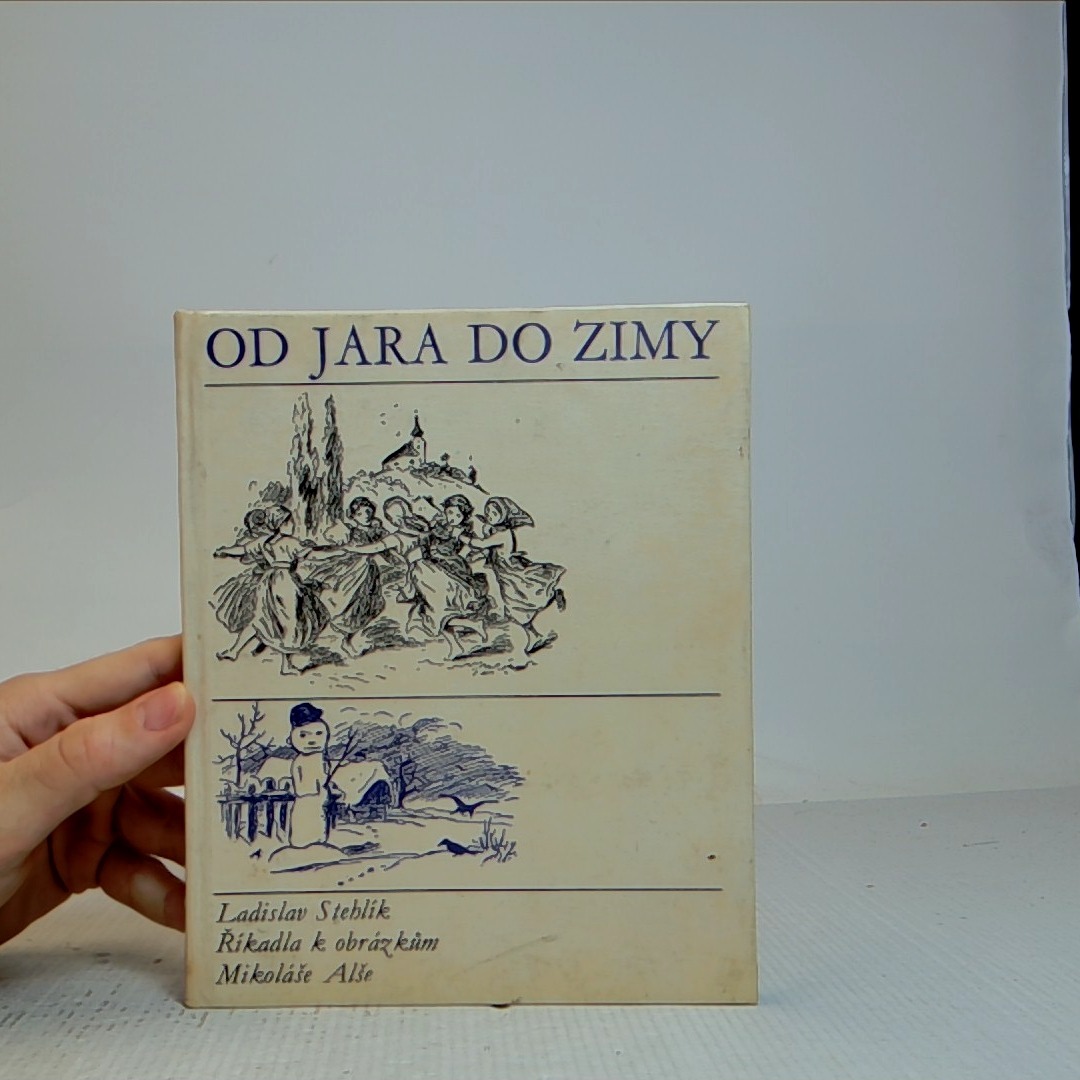 OD JARA DO ZIMY
Ladislav Stehlík
Říkadla k obrázkům
Mikoláše Alše